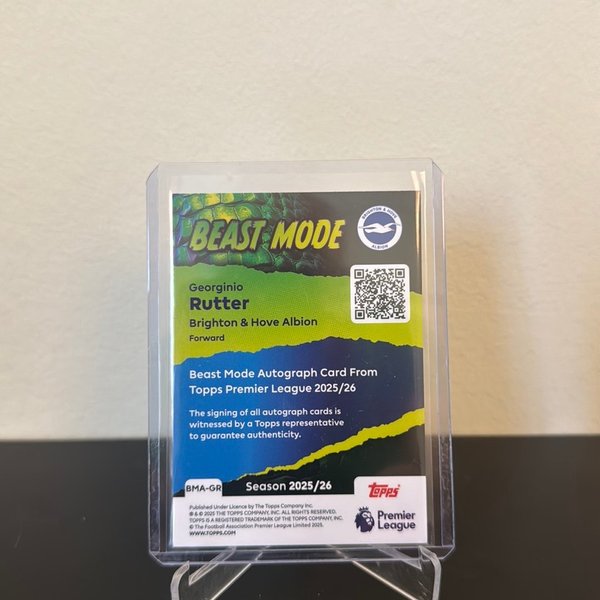 BEAST MODE
BRIGHTON & HOVE
ALBION
Georginio
Rutter
Brighton & Hove Albion
Forward
Beast Mode Autograph Card From
Topps Premier League 2025/26
The signing of all autograph cards is
witnessed by a Topps representative
to guarantee authenticity.
BMA-GR
Season 2025/26
topps
Published Under Licence by The Topps Company Inc.
® & © 2025 THE TOPPS COMPANY, INC. ALL RIGHTS RESERVED.
TOPPS IS A REGISTERED TRADEMARK OF THE TOPPS COMPANY, INC.
© The Football Association Premier League Limited 2025.
WWW.TOPPS.COM
Premier
League